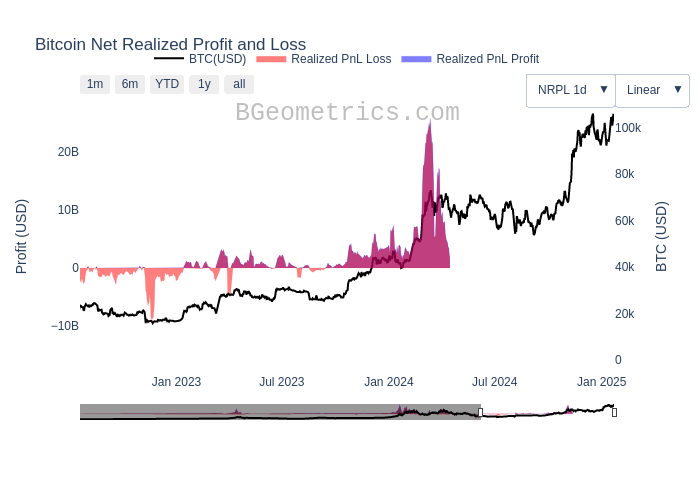 Bitcoin Net Realized Profit and Loss
BTC(USD) Realized PnL Loss Realized PnL Profit
1m 6m YTD 1y all
NRPL 1d ▼ Linear ▼
BGeometrics.com
20B
10B
0
−10B
Profit (USD)
100k
80k
60k
40k
20k
0
BTC (USD)
Jan 2023 Jul 2023 Jan 2024 Jul 2024 Jan 2025